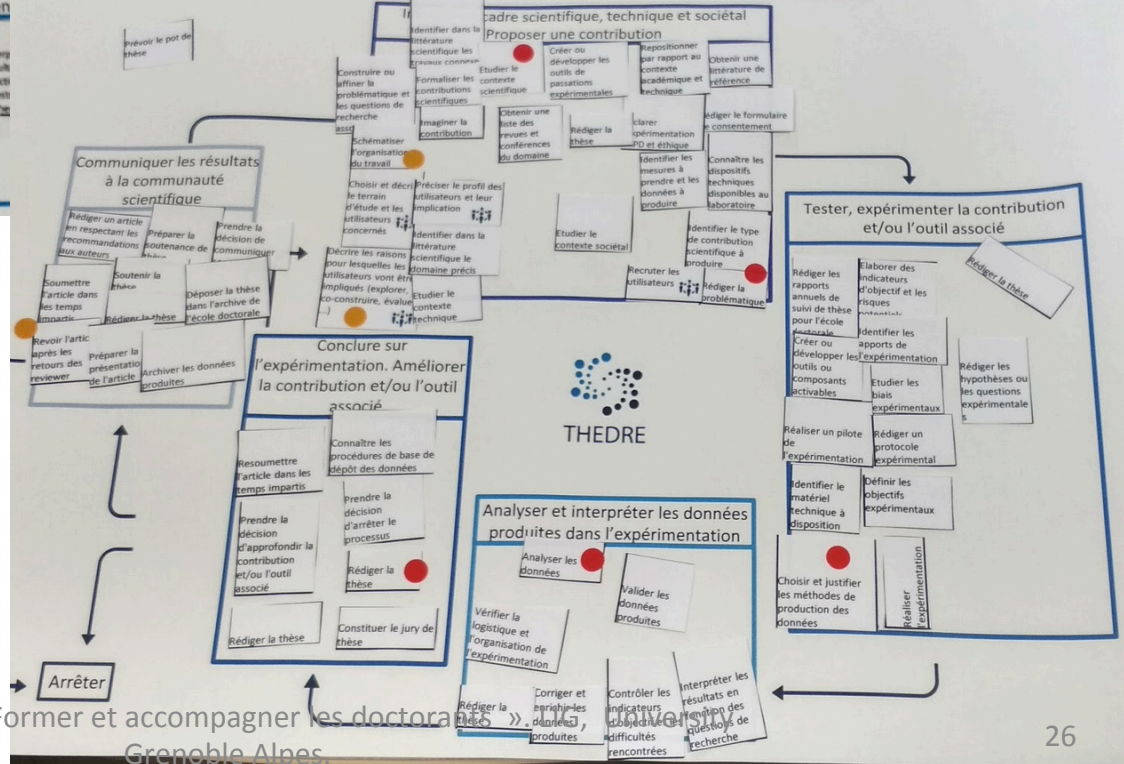 Prévoir le pot de
thèse
cadre scientifique, technique et sociétal
Proposer une contribution
Identifier dans la
littérature
scientifique les
travaux connexes
Construire ou
affiner la
problématique et
les questions de
recherche
Formaliser les
contributions
scientifiques
Etudier le
contexte
scientifique
Créer ou
développer les
outils de
passations
expérimentales
Repositionner
par rapport au
contexte
académique et
technique
Obtenir une
littérature de
référence
Imaginer la
contribution
Obtenir une
liste des
revues et
conférences
du domaine
Rédiger la
thèse
clarer
périmentation
PD et éthique
édiger le formulaire
e consentement
Schématiser
l'organisation
du travail
Identifier les
mesures à
prendre et les
données à
produire
Connaître les
dispositifs
techniques
disponibles au
laboratoire
Choisir et décri
le terrain
d'étude et les
utilisateurs
concernés
Préciser le profil des
utilisateurs et leur
implication
Etudier le
contexte sociétal
Identifier le type
de contribution
scientifique à
produire
Identifier dans la
littérature
scientifique le
domaine précis
Décrire les raisons
pour lesquelles les
utilisateurs vont être
impliqués (explorer,
co-construire, évalue
Etudier le
contexte
technique
Recruter les
utilisateurs
Rédiger la
problématique
Communiquer les résultats
à la communauté
scientifique
Rédiger un article
en respectant les
recommandations
aux auteurs
Préparer la
soutenance de
thèse
Prendre la
décision de
communiquer
Soumettre
l'article dans
les temps
impartis
Soutenir la
thèse
Rédiger la thèse
Déposer la thèse
dans l'archive de
l'école doctorale
Revoir l'artic
après les
retours des
reviewer
Préparer la
présentatio
de l'article
Archiver les données
produites
Tester, expérimenter la contribution
et/ou l'outil associé
Rédiger les
rapports
annuels de
suivi de thèse
pour l'école
doctorale
Elaborer des
indicateurs
d'objectif et les
risques
potentiels
Rédiger la thèse
Créer ou
développer les
outils ou
composants
activables
Identifier les
apports de
l'expérimentation
Etudier les
biais
expérimentaux
Rédiger les
hypothèses ou
les questions
expérimentale
s
Réaliser un pilote
de
l'expérimentation
Rédiger un
protocole
expérimental
Identifier le
matériel
technique à
disposition
Définir les
objectifs
expérimentaux
Choisir et justifier
les méthodes de
production des
données
Réaliser
l'expérimentation
THEDRE
Conclure sur
l'expérimentation. Améliorer
la contribution et/ou l'outil
associé
Resoumettre
l'article dans les
temps impartis
Connaître les
procédures de base de
dépôt des données
Prendre la
décision
d'approfondir la
contribution
et/ou l'outil
associé
Prendre la
décision
d'arrêter le
processus
Rédiger la
thèse
Rédiger la thèse
Constituer le jury de
thèse
Analyser et interpréter les données
produites dans l'expérimentation
Analyser les
données
Valider les
données
produites
Vérifier la
logistique et
l'organisation de
l'expérimentation
Rédiger la
thèse
Corriger et
enrichir les
données
produites
Contrôler les
indicateurs
d'objectif et les
difficultés
rencontrées
Interpréter les
résultats en
fonction des
questions de
recherche
Arrêter
Former et accompagner les doctorants ». University
Grenoble Alpes.
26